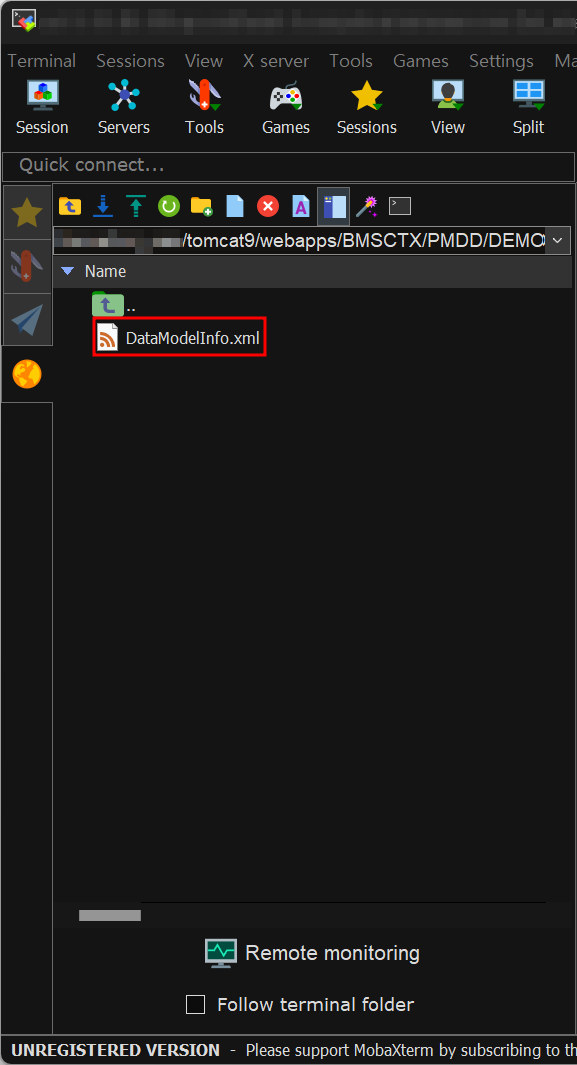 Terminal Sessions View X server Tools Games Settings Ma
Session Servers Tools Games Sessions View Split
Quick connect...
/tomcat9/webapps/BMSCTX/PMDD/DEMO
Name
..
DataModelInfo.xml
Remote monitoring
Follow terminal folder
UNREGISTERED VERSION - Please support MobaXterm by subscribing to th